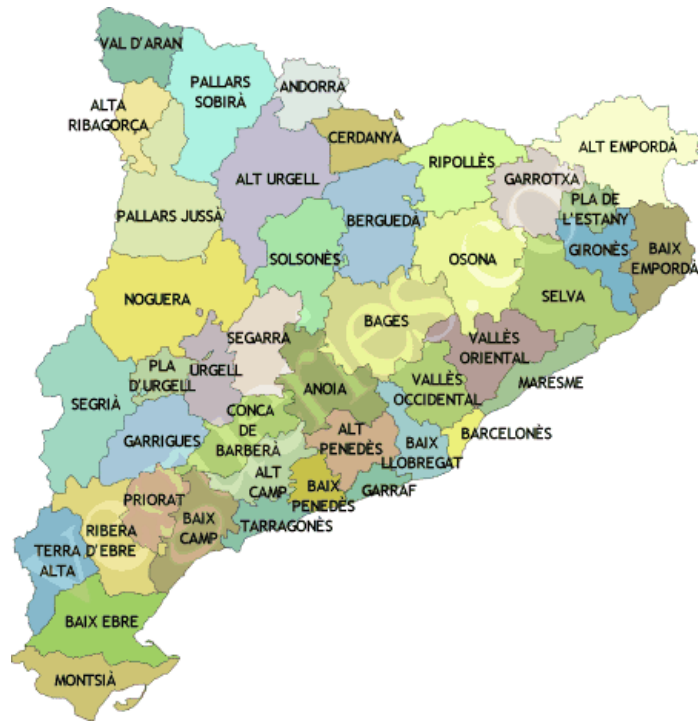 VAL D'ARAN
PALLARS
SOBIRÀ
ANDORRA
ALTA
RIBAGORÇA
CERDANYA
RIPOLLÈS
ALT EMPORDÀ
ALT URGELL
GARROTXA
PLA DE
L'ESTANY
PALLARS JUSSÀ
BERGUEDÀ
SOLSONÈS
OSONA
GIRONÈS
BAIX
EMPORDÀ
NOGUERA
SELVA
SEGARRA
BAGES
VALLÈS
ORIENTAL
PLA
D'URGELL
URGELL
SEGRIÀ
ANOIA
VALLÈS
OCCIDENTAL
MARESME
CONCA
DE
BARBERÀ
GARRIGUES
ALT
PENEDÈS
BARCELONÈS
BAIX
LLOBREGAT
ALT
CAMP
BAIX
PENEDÈS
GARRAF
PRIORAT
BAIX
CAMP
TARRAGONÈS
RIBERA
D'EBRE
TERRA
ALTA
BAIX EBRE
MONTSIÀ